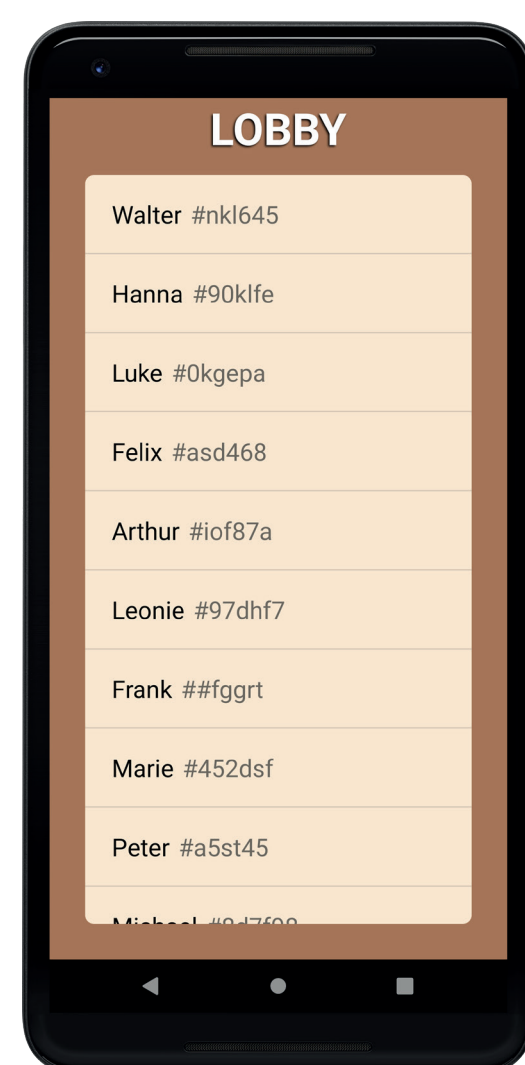 LOBBY
Walter #nkl645
Hanna #90klfe
Luke #0kgepa
Felix #asd468
Arthur #iof87a
Leonie #97dhf7
Frank ##fggrt
Marie #452dsf
Peter #a5st45
Michael